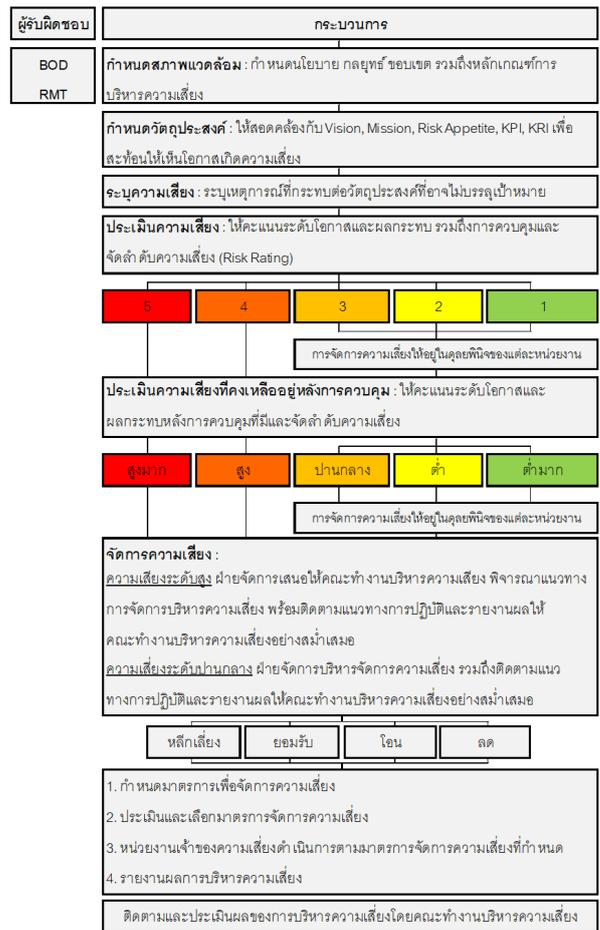 ผู้รับผิดชอบ
กระบวนการ
BOD
RMT
กำหนดสภาพแวดล้อม : กำหนดนโยบาย กลยุทธ์ ขอบเขต รวมถึงหลักเกณฑ์การ
บริหารความเสี่ยง
กำหนดวัตถุประสงค์ : ให้สอดคล้องกับ Vision, Mission, Risk Appetite, KPI, KRI เพื่อ
สะท้อนให้เห็นโอกาสเกิดความเสี่ยง
ระบุความเสี่ยง : ระบุเหตุการณ์ที่กระทบต่อวัตถุประสงค์ที่อาจไม่บรรลุเป้าหมาย
ประเมินความเสี่ยง : ให้คะแนนระดับโอกาสและผลกระทบ รวมถึงการควบคุมและ
จัดลำดับความเสี่ยง (Risk Rating)
5 4 3 2 1
การจัดการความเสี่ยงให้อยู่ในดุลยพินิจของแต่ละหน่วยงาน
ประเมินความเสี่ยงที่คงเหลืออยู่หลังการควบคุม : ให้คะแนนระดับโอกาสและ
ผลกระทบหลังการควบคุมที่มีและจัดลำดับความเสี่ยง
สูงมาก สูง ปานกลาง ต่ำ ต่ำมาก
การจัดการความเสี่ยงให้อยู่ในดุลยพินิจของแต่ละหน่วยงาน
จัดการความเสี่ยง :
ความเสี่ยงระดับสูง ฝ่ายจัดการเสนอให้คณะทำงานบริหารความเสี่ยง พิจารณาแนวทาง
การจัดการบริหารความเสี่ยง พร้อมติดตามแนวทางการปฏิบัติและรายงานผลให้
คณะทำงานบริหารความเสี่ยงอย่างสม่ำเสมอ
ความเสี่ยงระดับปานกลาง ฝ่ายจัดการบริหารจัดการความเสี่ยง รวมถึงติดตามแนว
ทางการปฏิบัติและรายงานผลให้คณะทำงานบริหารความเสี่ยงอย่างสม่ำเสมอ
หลีกเลี่ยง ยอมรับ โอน ลด
1. กำหนดมาตรการเพื่อจัดการความเสี่ยง
2. ประเมินและเลือกมาตรการจัดการความเสี่ยง
3. หน่วยงานเจ้าของความเสี่ยงดำเนินการตามมาตรการจัดการความเสี่ยงที่กำหนด
4. รายงานผลการบริหารความเสี่ยง
ติดตามและประเมินผลของการบริหารความเสี่ยงโดยคณะทำงานบริหารความเสี่ยง